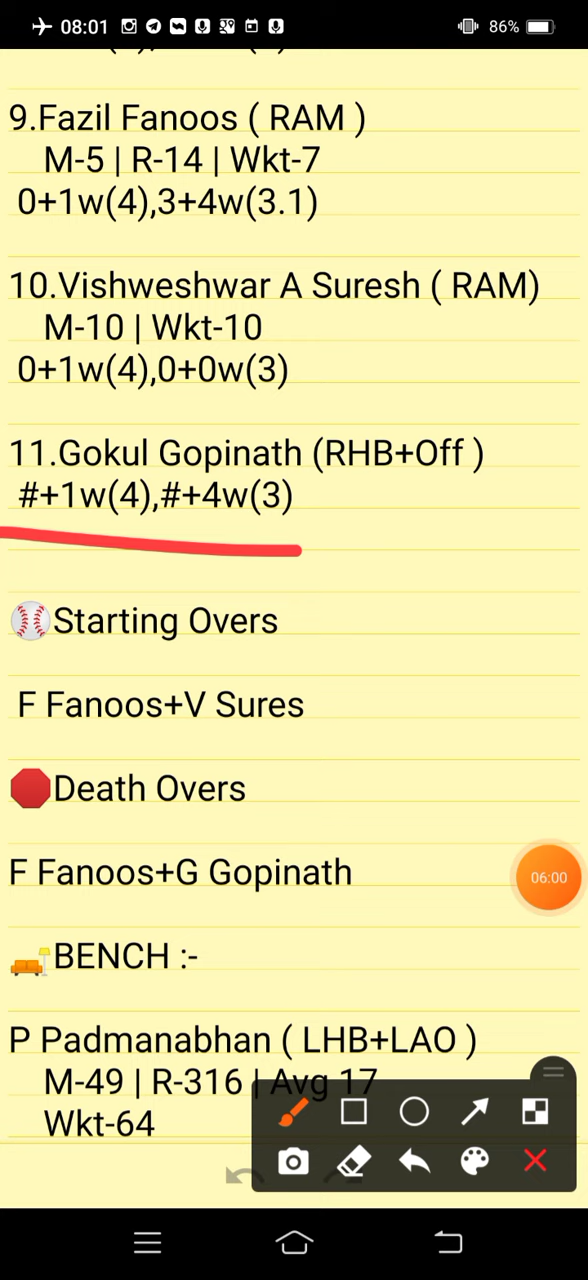 08:01
86%
9.Fazil Fanoos ( RAM )
M-5 | R-14 | Wkt-7
0+1w(4),3+4w(3.1)
10.Vishweshwar A Suresh ( RAM)
M-10 | Wkt-10
0+1w(4),0+0w(3)
11.Gokul Gopinath (RHB+Off )
#+1w(4),#+4w(3)
Starting Overs
F Fanoos+V Sures
Death Overs
F Fanoos+G Gopinath
06:00
BENCH :-
P Padmanabhan ( LHB+LAO )
M-49 | R-316 | Avg 17
Wkt-64